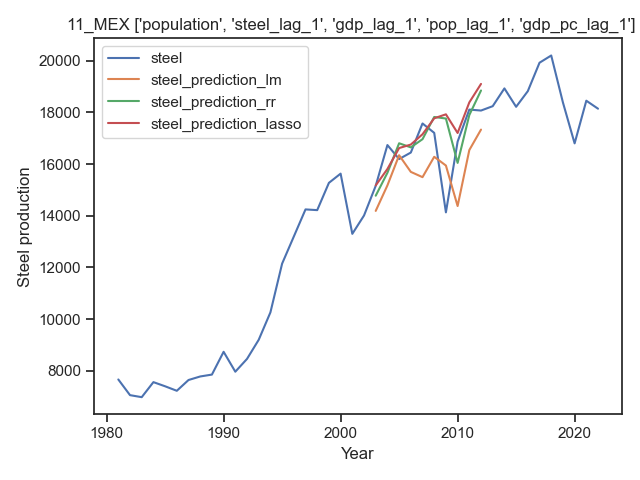 11_MEX ['population', 'steel_lag_1', 'gdp_lag_1', 'pop_lag_1', 'gdp_pc_lag_1']
steel
steel_prediction_lm
steel_prediction_rr
steel_prediction_lasso
20000
18000
16000
14000
12000
10000
8000
Steel production
1980
1990
2000
2010
2020
Year